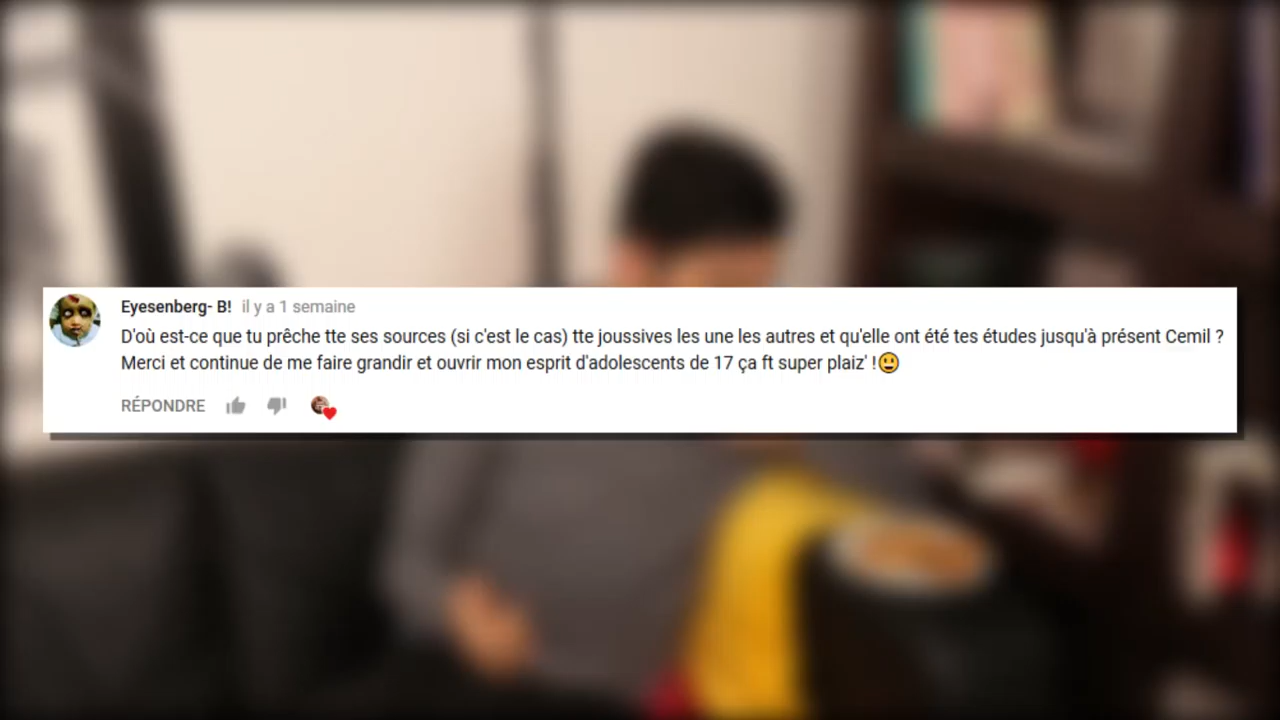 Eyesenberg- B! il y a 1 semaine
D'où est-ce que tu prêche tte ses sources (si c'est le cas) tte joussives les une les autres et qu'elle ont été tes études jusqu'à présent Cemil ?
Merci et continue de me faire grandir et ouvrir mon esprit d'adolescents de 17 ça ft super plaiz' !😃
RÉPONDRE